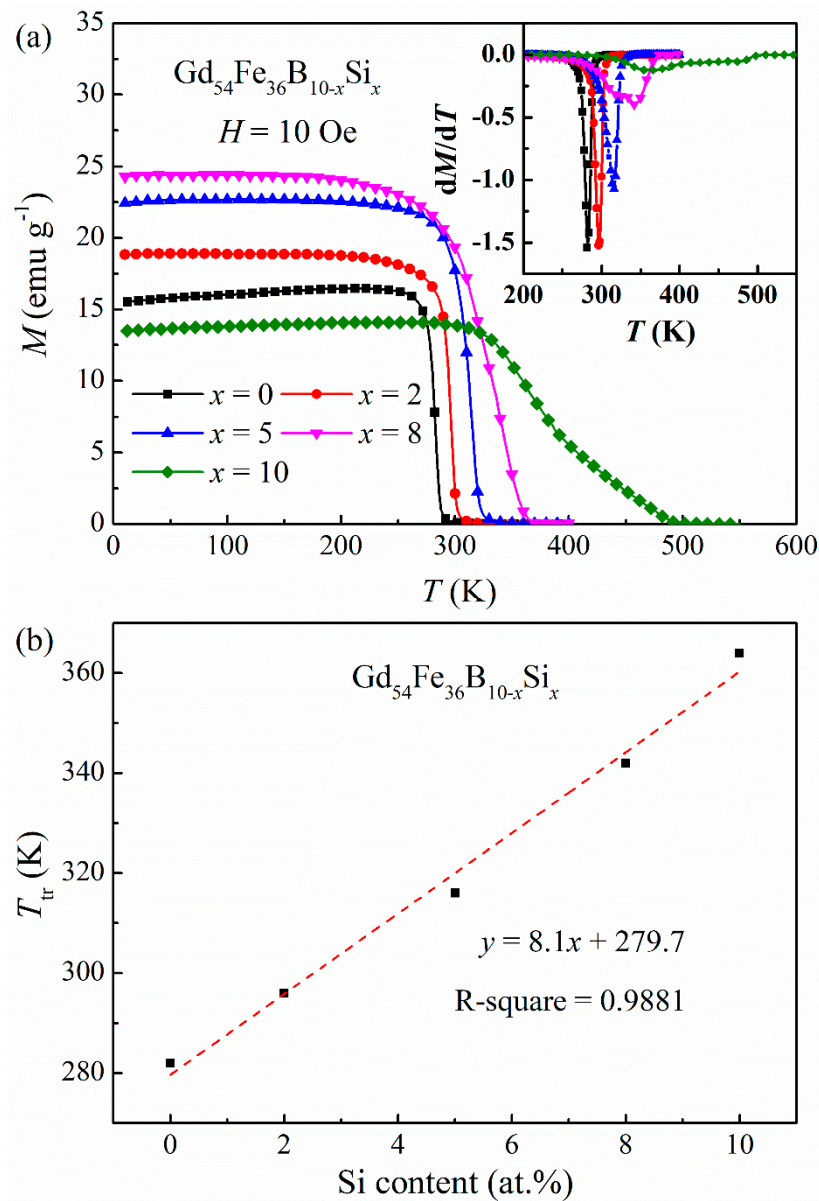 (a)
35
30
25
20
15
10
5
0
M (emu g⁻¹)
Gd₅₄Fe₃₆B₁₀₋ₓSiₓ
H = 10 Oe
x = 0 x = 2
x = 5 x = 8
x = 10
0 100 200 300 400 500 600
T (K)
0.0
-0.5
-1.0
-1.5
dM/dT
200 300 400 500
T (K)
(b)
360
340
320
300
280
Tₜᵣ (K)
Gd₅₄Fe₃₆B₁₀₋ₓSiₓ
y = 8.1x + 279.7
R-square = 0.9881
0 2 4 6 8 10
Si content (at.%)